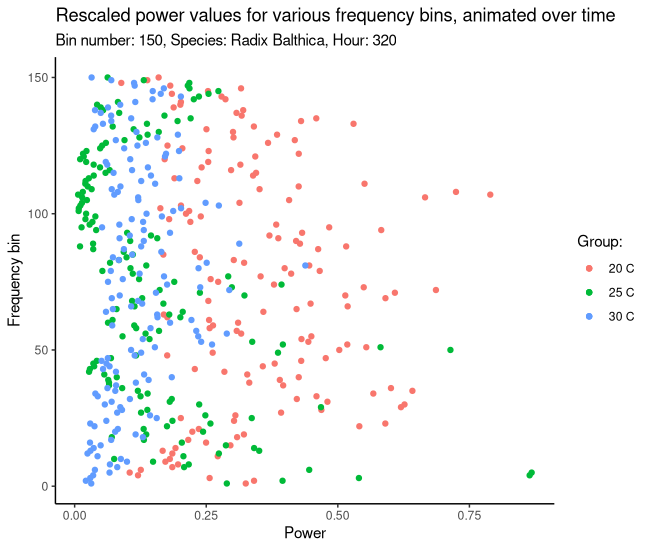 Rescaled power values for various frequency bins, animated over time
Bin number: 150, Species: Radix Balthica, Hour: 320
150
100
50
0
Frequency bin
0.00 0.25 0.50 0.75
Power
Group:
20 C
25 C
30 C